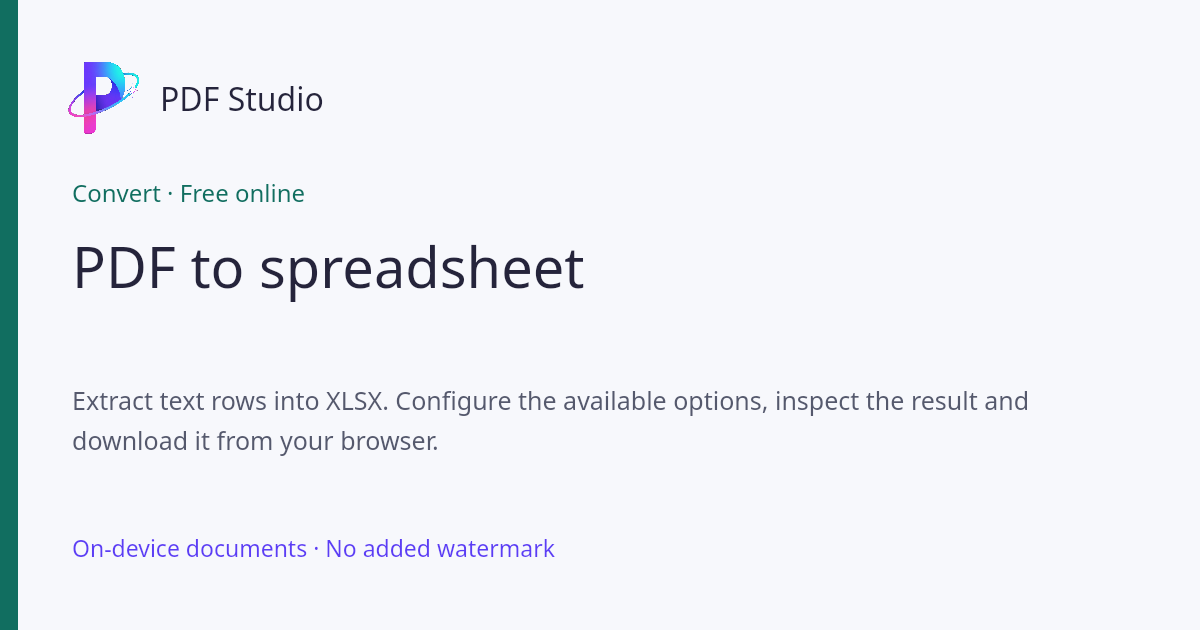 PDF Studio
Convert · Free online
PDF to spreadsheet
Extract text rows into XLSX. Configure the available options, inspect the result and
download it from your browser.
On-device documents · No added watermark